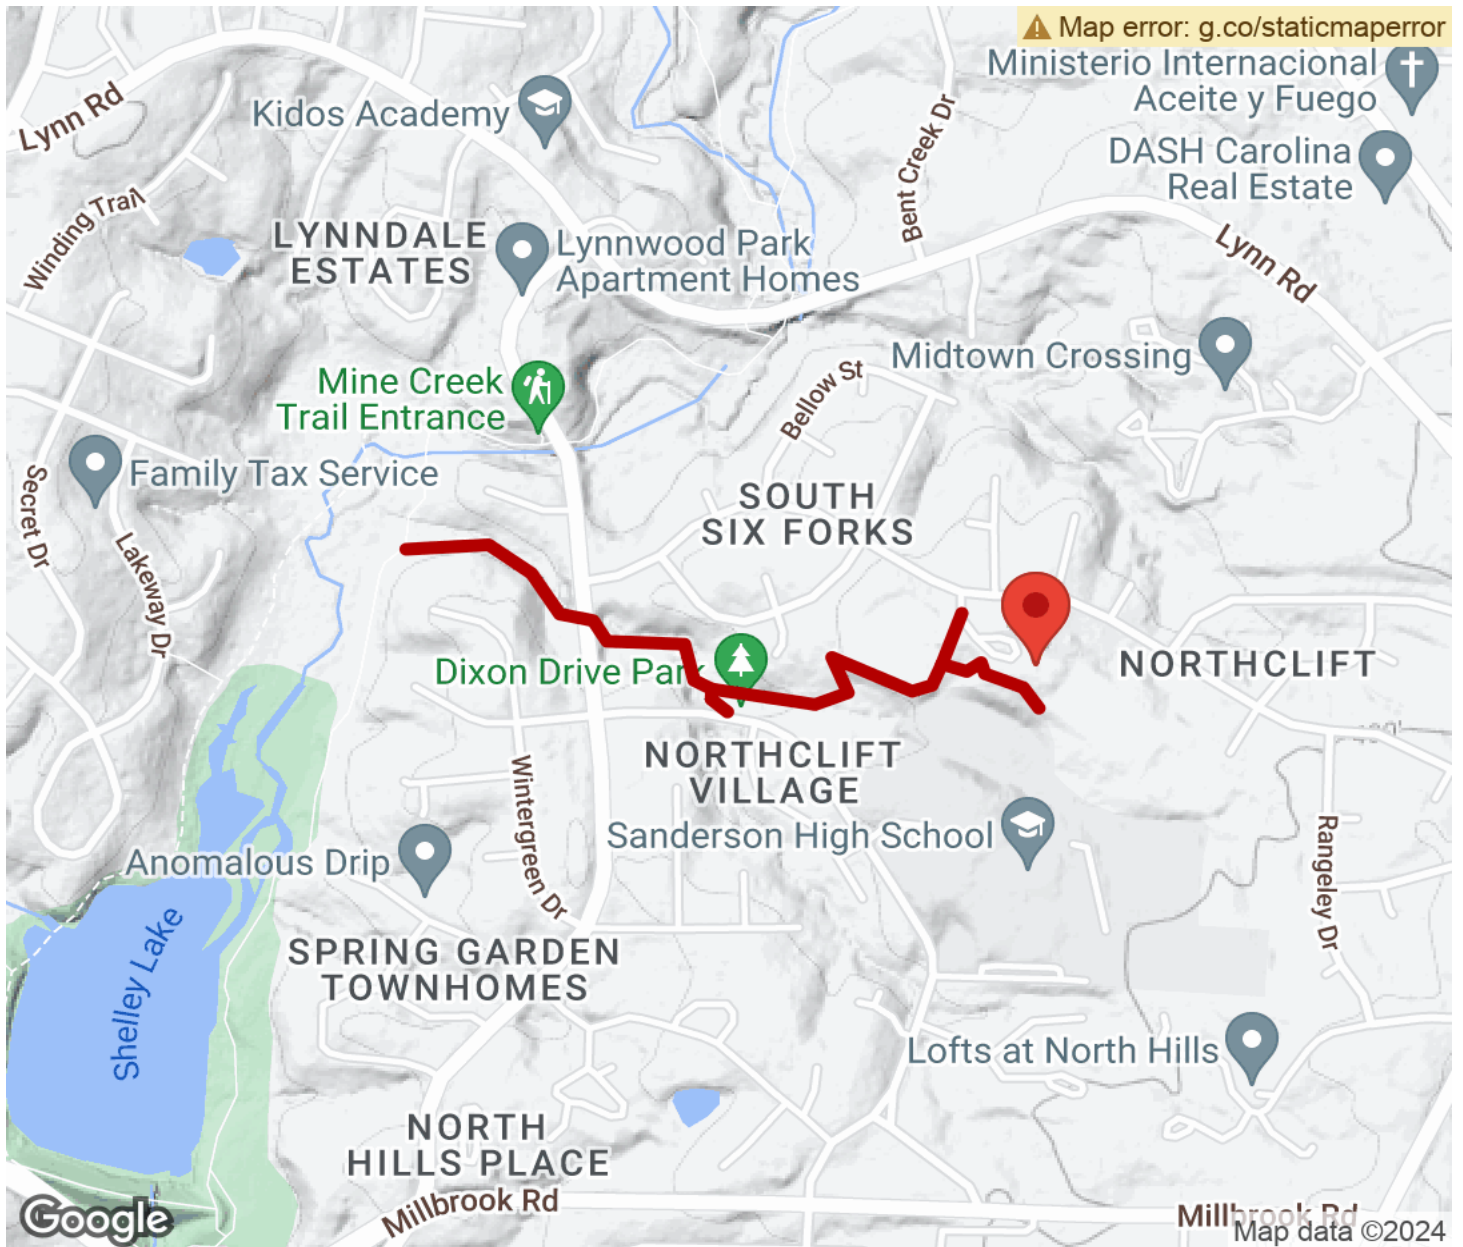 Map error: g.co/staticmaperror
Ministerio Internacional
Aceite y Fuego
Lynn Rd
Kidos Academy
Bent Creek Dr
DASH Carolina
Real Estate
Winding Trail
LYNNDALE
ESTATES
Lynnwood Park
Apartment Homes
Lynn Rd
Midtown Crossing
Mine Creek
Trail Entrance
Bellow St
Secret Dr
Family Tax Service
SOUTH
SIX FORKS
Lakeway Dr
Dixon Drive Park
NORTHCLIFT
NORTHCLIFT
VILLAGE
Wintergreen Dr
Sanderson High School
Rangeley Dr
Anomalous Drip
Shelley Lake
SPRING GARDEN
TOWNHOMES
Lofts at North Hills
NORTH
HILLS PLACE
Millbrook Rd
Millbrook Rd
Google
Map data ©2024